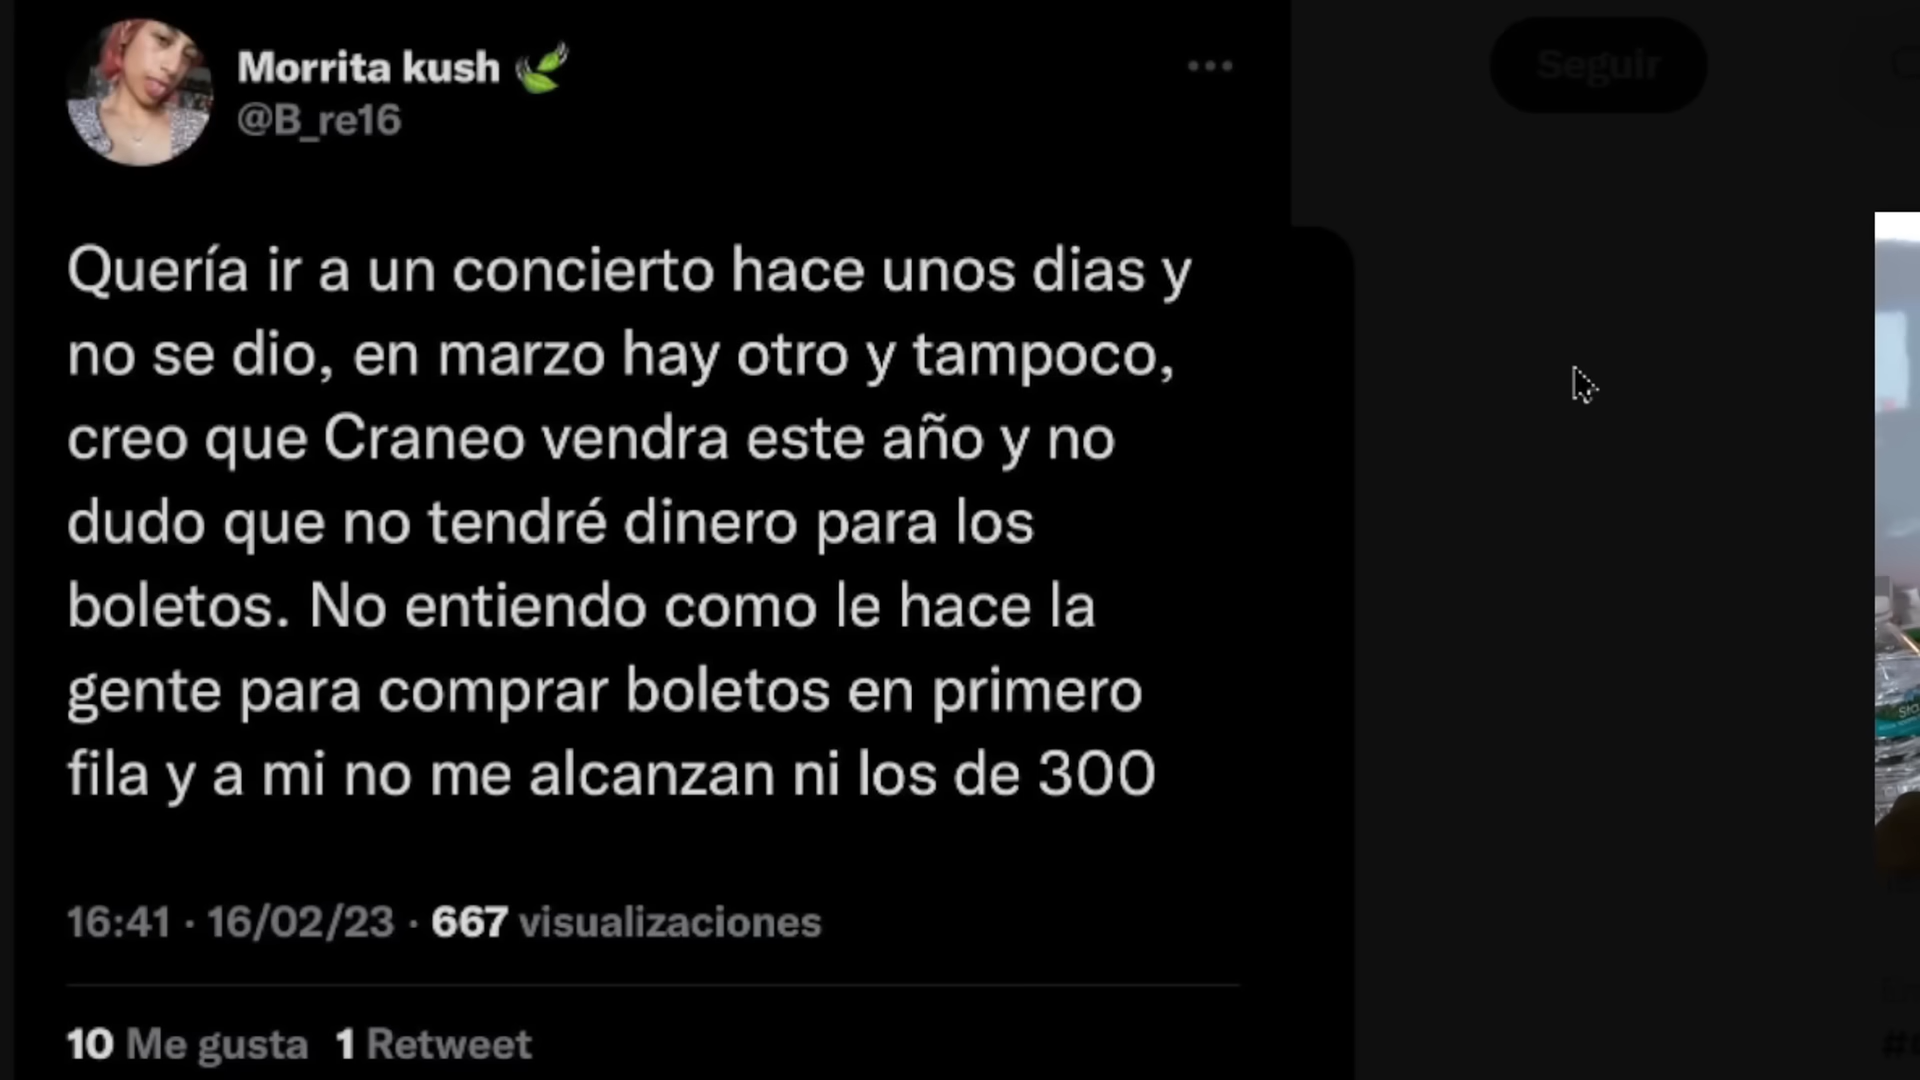 Morrita kush
@B_re16
Seguir
Quería ir a un concierto hace unos dias y
no se dio, en marzo hay otro y tampoco,
creo que Craneo vendra este año y no
dudo que no tendré dinero para los
boletos. No entiendo como le hace la
gente para comprar boletos en primero
fila y a mi no me alcanzan ni los de 300
16:41 · 16/02/23 · 667 visualizaciones
10 Me gusta 1 Retweet